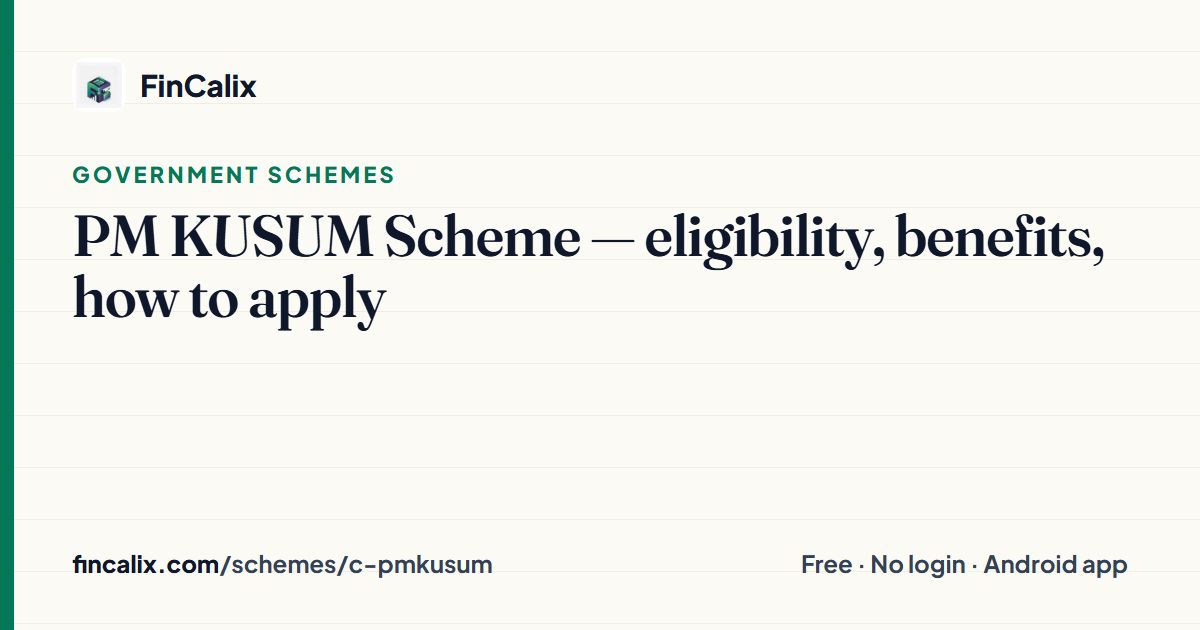 FinCalix
GOVERNMENT SCHEMES
PM KUSUM Scheme — eligibility, benefits,
how to apply
fincalix.com/schemes/c-pmkusum
Free · No login · Android app